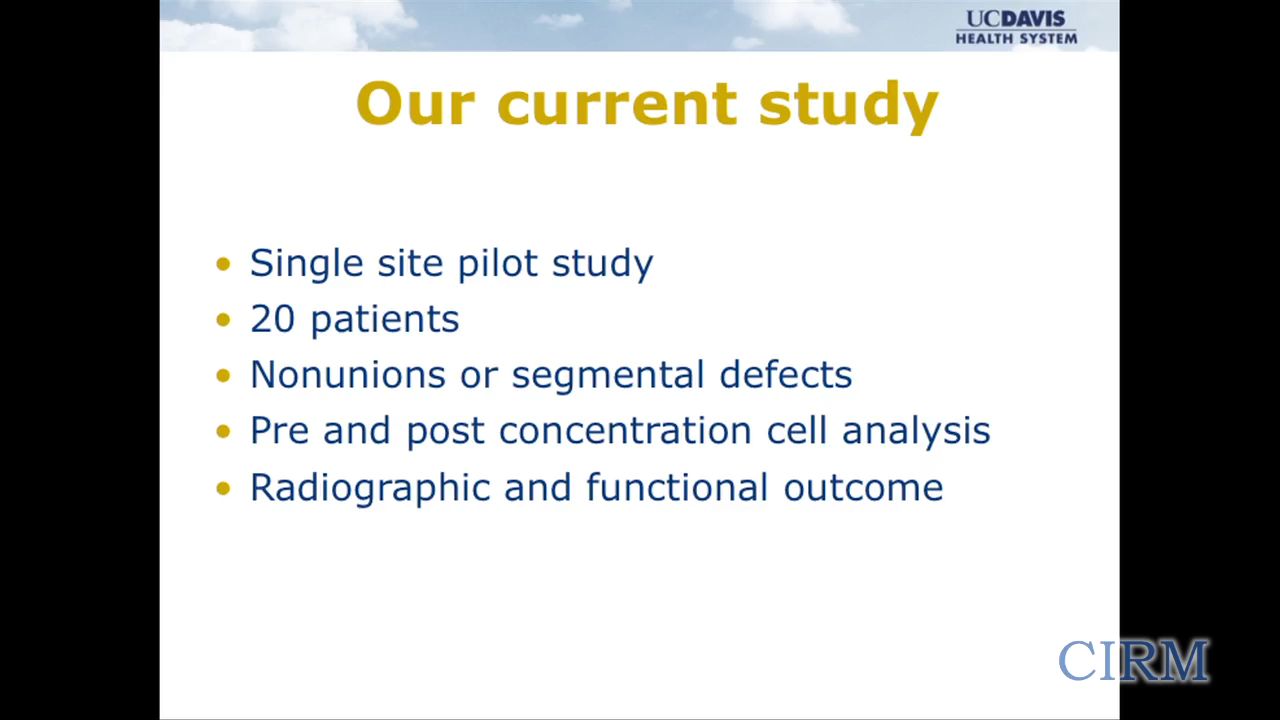 UCDAVIS
HEALTH SYSTEM
Our current study
• Single site pilot study
• 20 patients
• Nonunions or segmental defects
• Pre and post concentration cell analysis
• Radiographic and functional outcome
CIRM